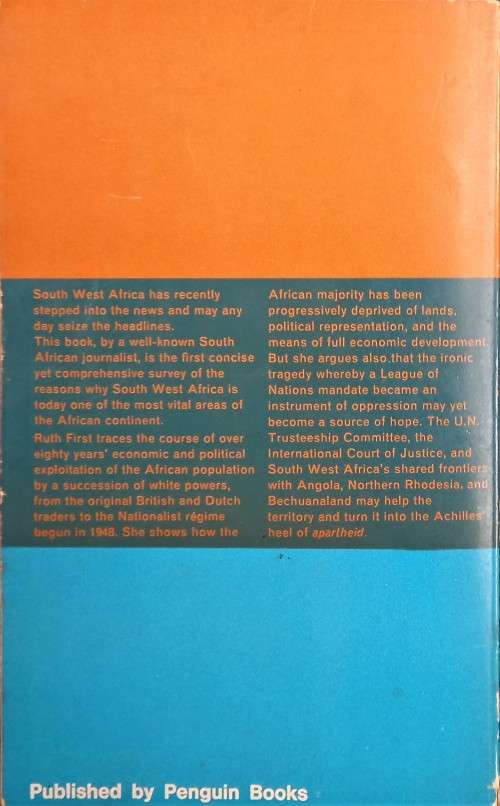 South West Africa has recently
stepped into the news and may any
day seize the headlines.
This book, by a well-known South
African journalist, is the first concise
yet comprehensive survey of the
reasons why South West Africa is
today one of the most vital areas of
the African continent.
Ruth First traces the course of over
eighty years' economic and political
exploitation of the African population
by a succession of white powers,
from the original British and Dutch
traders to the Nationalist régime
begun in 1948. She shows how the
African majority has been
progressively deprived of lands,
political representation, and the
means of full economic development.
But she argues also that the ironic
tragedy whereby a League of
Nations mandate became an
instrument of oppression may yet
become a source of hope. The U.N.
Trusteeship Committee, the
International Court of Justice, and
South West Africa's shared frontiers
with Angola, Northern Rhodesia, and
Bechuanaland may help the
territory and turn it into the Achilles'
heel of apartheid.
Published by Penguin Books